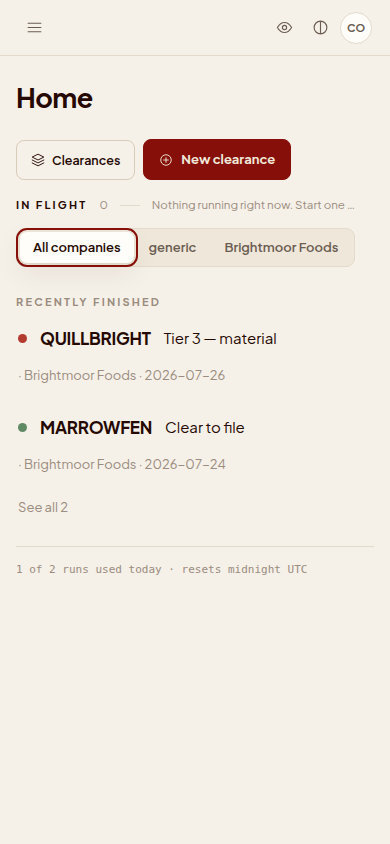 CO
Home
Clearances
New clearance
IN FLIGHT 0 Nothing running right now. Start one ...
All companies generic Brightmoor Foods
RECENTLY FINISHED
QUILLBRIGHT Tier 3 — material
· Brightmoor Foods · 2026-07-26
MARROWFEN Clear to file
· Brightmoor Foods · 2026-07-24
See all 2
1 of 2 runs used today · resets midnight UTC